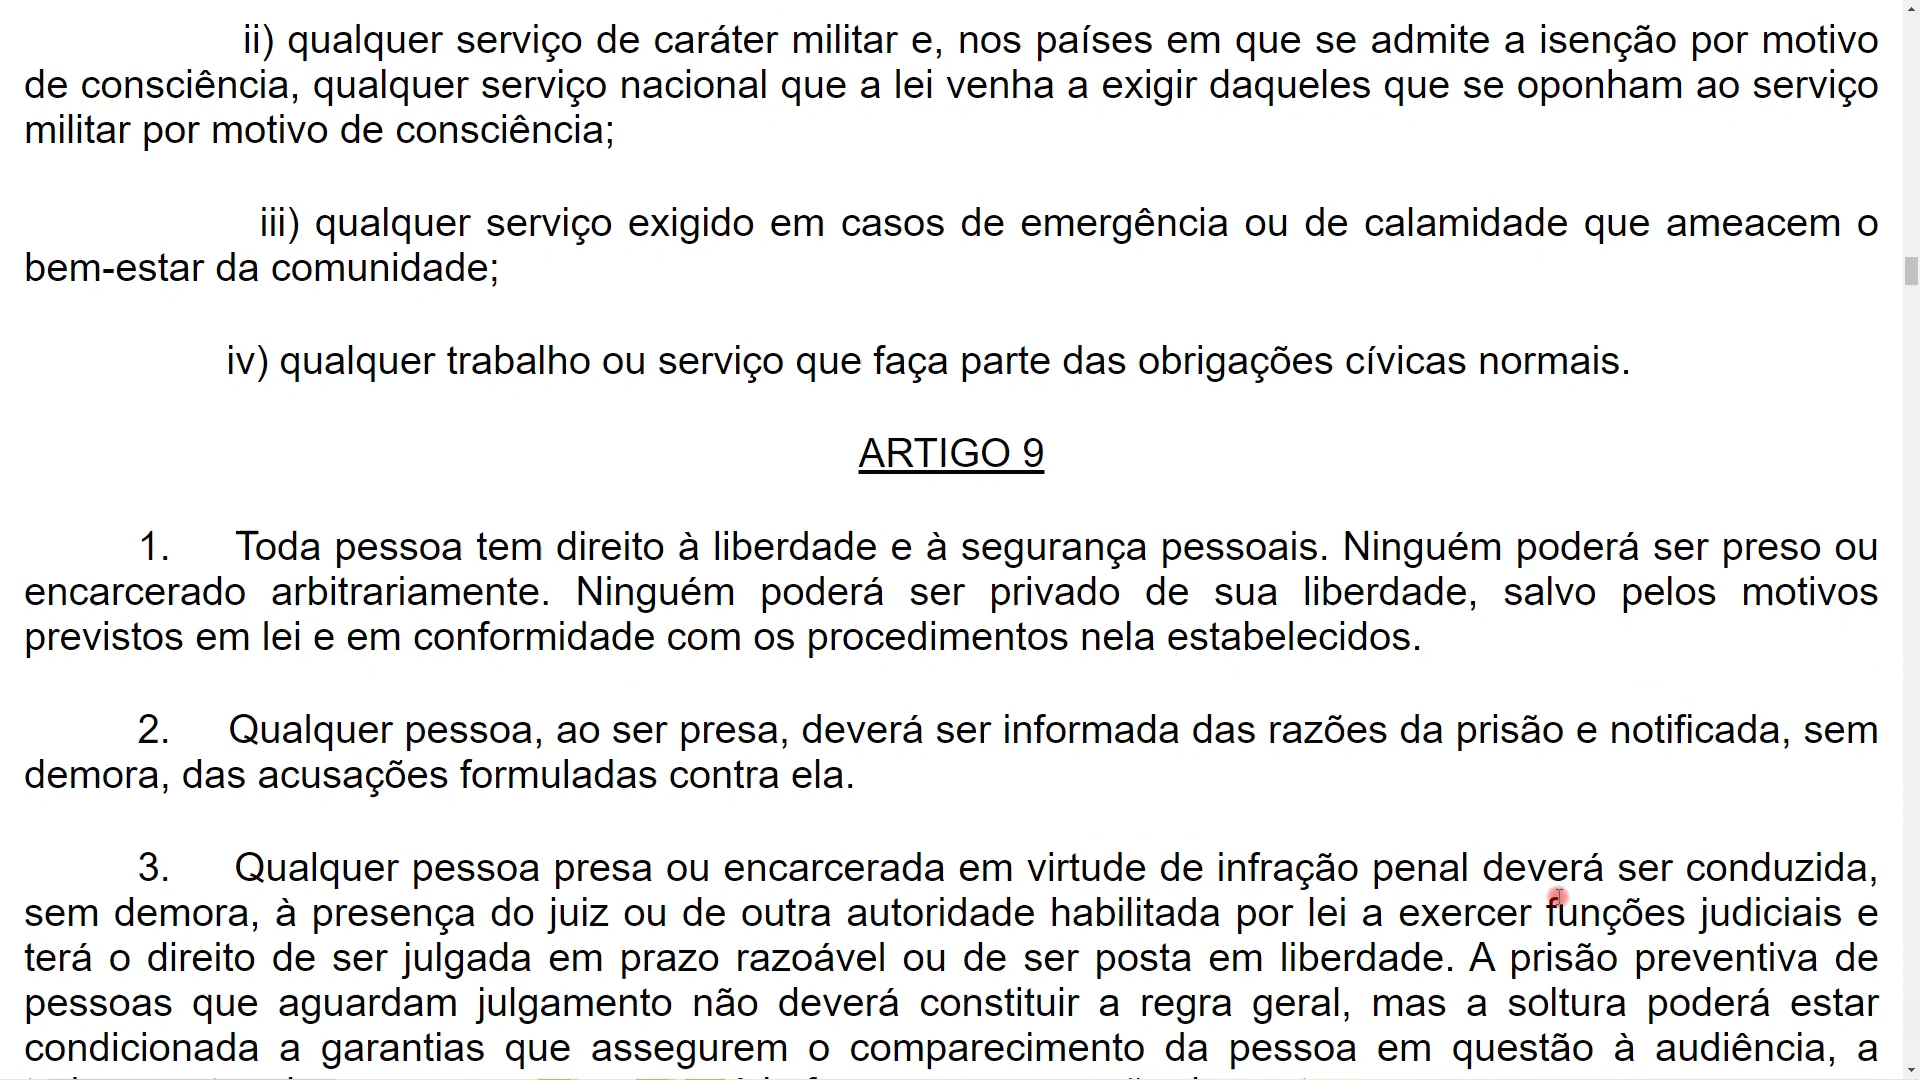 ii) qualquer serviço de caráter militar e, nos países em que se admite a isenção por motivo
de consciência, qualquer serviço nacional que a lei venha a exigir daqueles que se oponham ao serviço
militar por motivo de consciência;
iii) qualquer serviço exigido em casos de emergência ou de calamidade que ameacem o
bem-estar da comunidade;
iv) qualquer trabalho ou serviço que faça parte das obrigações cívicas normais.
ARTIGO 9
1. Toda pessoa tem direito à liberdade e à segurança pessoais. Ninguém poderá ser preso ou
encarcerado arbitrariamente. Ninguém poderá ser privado de sua liberdade, salvo pelos motivos
previstos em lei e em conformidade com os procedimentos nela estabelecidos.
2. Qualquer pessoa, ao ser presa, deverá ser informada das razões da prisão e notificada, sem
demora, das acusações formuladas contra ela.
3. Qualquer pessoa presa ou encarcerada em virtude de infração penal deverá ser conduzida,
sem demora, à presença do juiz ou de outra autoridade habilitada por lei a exercer funções judiciais e
terá o direito de ser julgada em prazo razoável ou de ser posta em liberdade. A prisão preventiva de
pessoas que aguardam julgamento não deverá constituir a regra geral, mas a soltura poderá estar
condicionada a garantias que assegurem o comparecimento da pessoa em questão à audiência, a